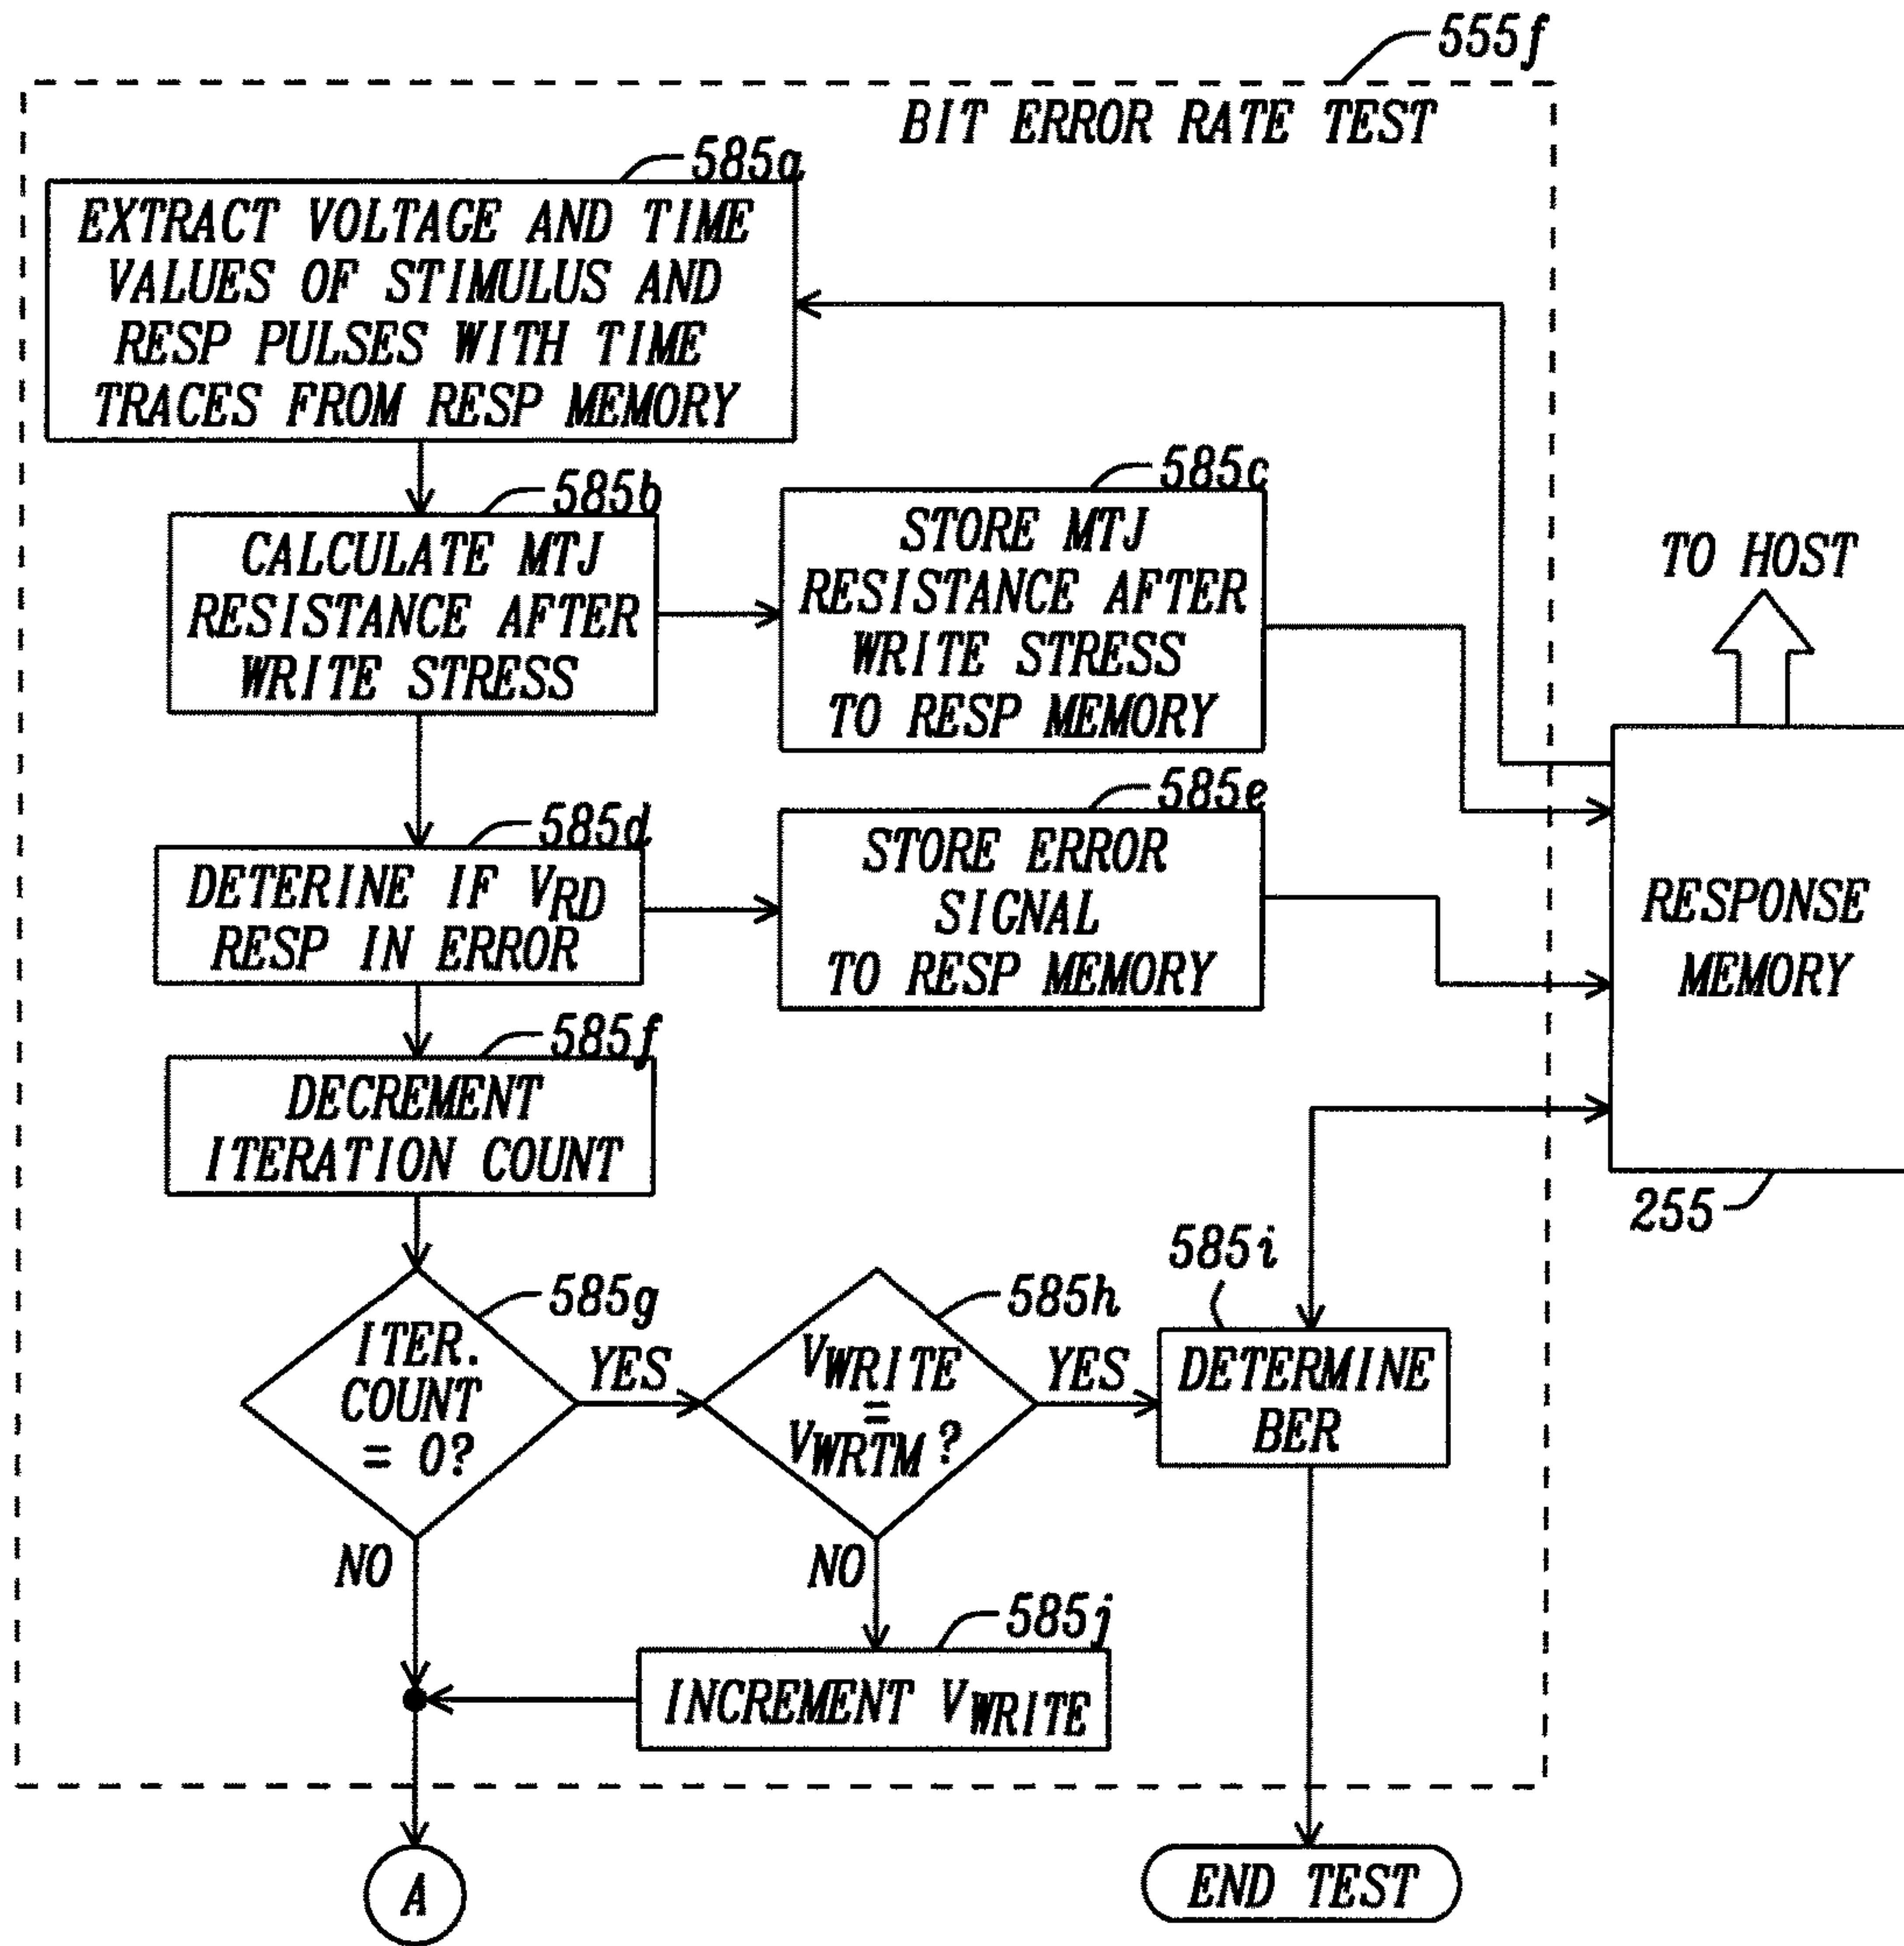 555f
BIT ERROR RATE TEST
585a
EXTRACT VOLTAGE AND TIME
VALUES OF STIMULUS AND
RESP PULSES WITH TIME
TRACES FROM RESP MEMORY
585b
CALCULATE MTJ
RESISTANCE AFTER
WRITE STRESS
585c
STORE MTJ
RESISTANCE AFTER
WRITE STRESS
TO RESP MEMORY
TO HOST
585d
DETERINE IF VRD
RESP IN ERROR
585e
STORE ERROR
SIGNAL
TO RESP MEMORY
RESPONSE
MEMORY
255
585f
DECREMENT
ITERATION COUNT
585g
ITER.
COUNT
= 0?
YES
NO
585h
VWRITE
=
VWRTM?
YES
NO
585i
DETERMINE
BER
585j
INCREMENT VWRITE
A
END TEST